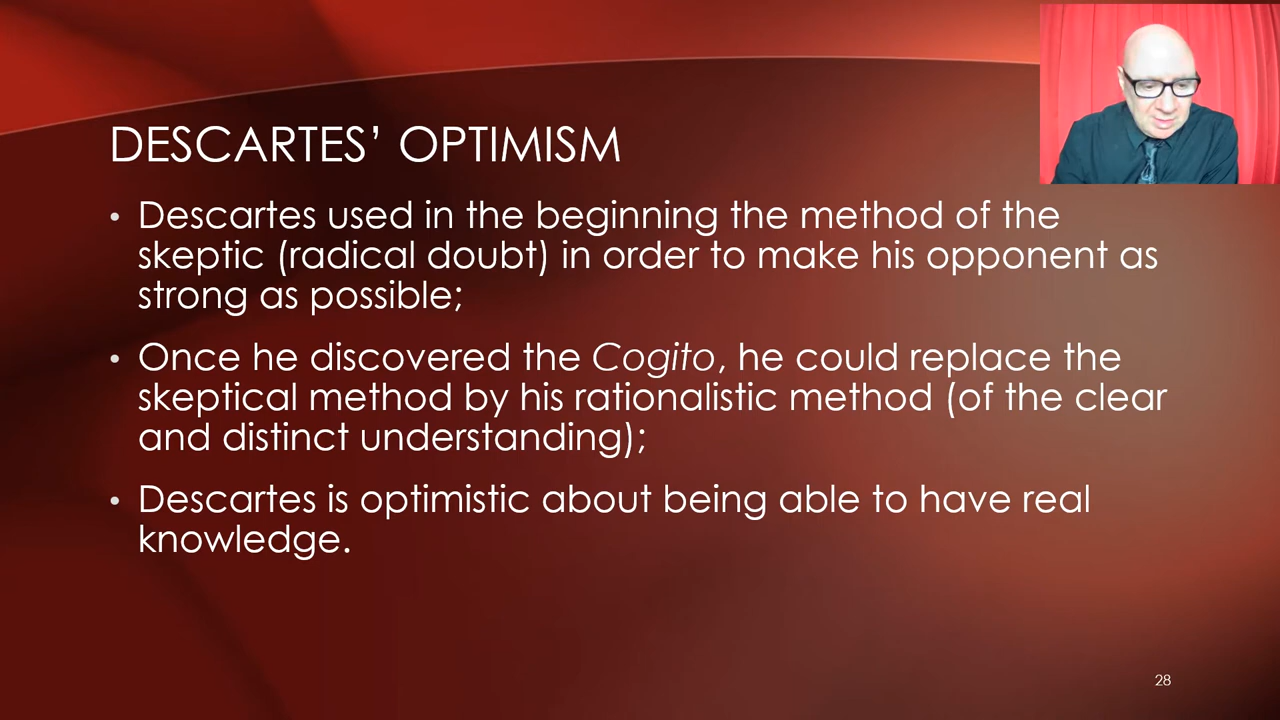 DESCARTES’ OPTIMISM
• Descartes used in the beginning the method of the
skeptic (radical doubt) in order to make his opponent as
strong as possible;
• Once he discovered the Cogito, he could replace the
skeptical method by his rationalistic method (of the clear
and distinct understanding);
• Descartes is optimistic about being able to have real
knowledge.
28